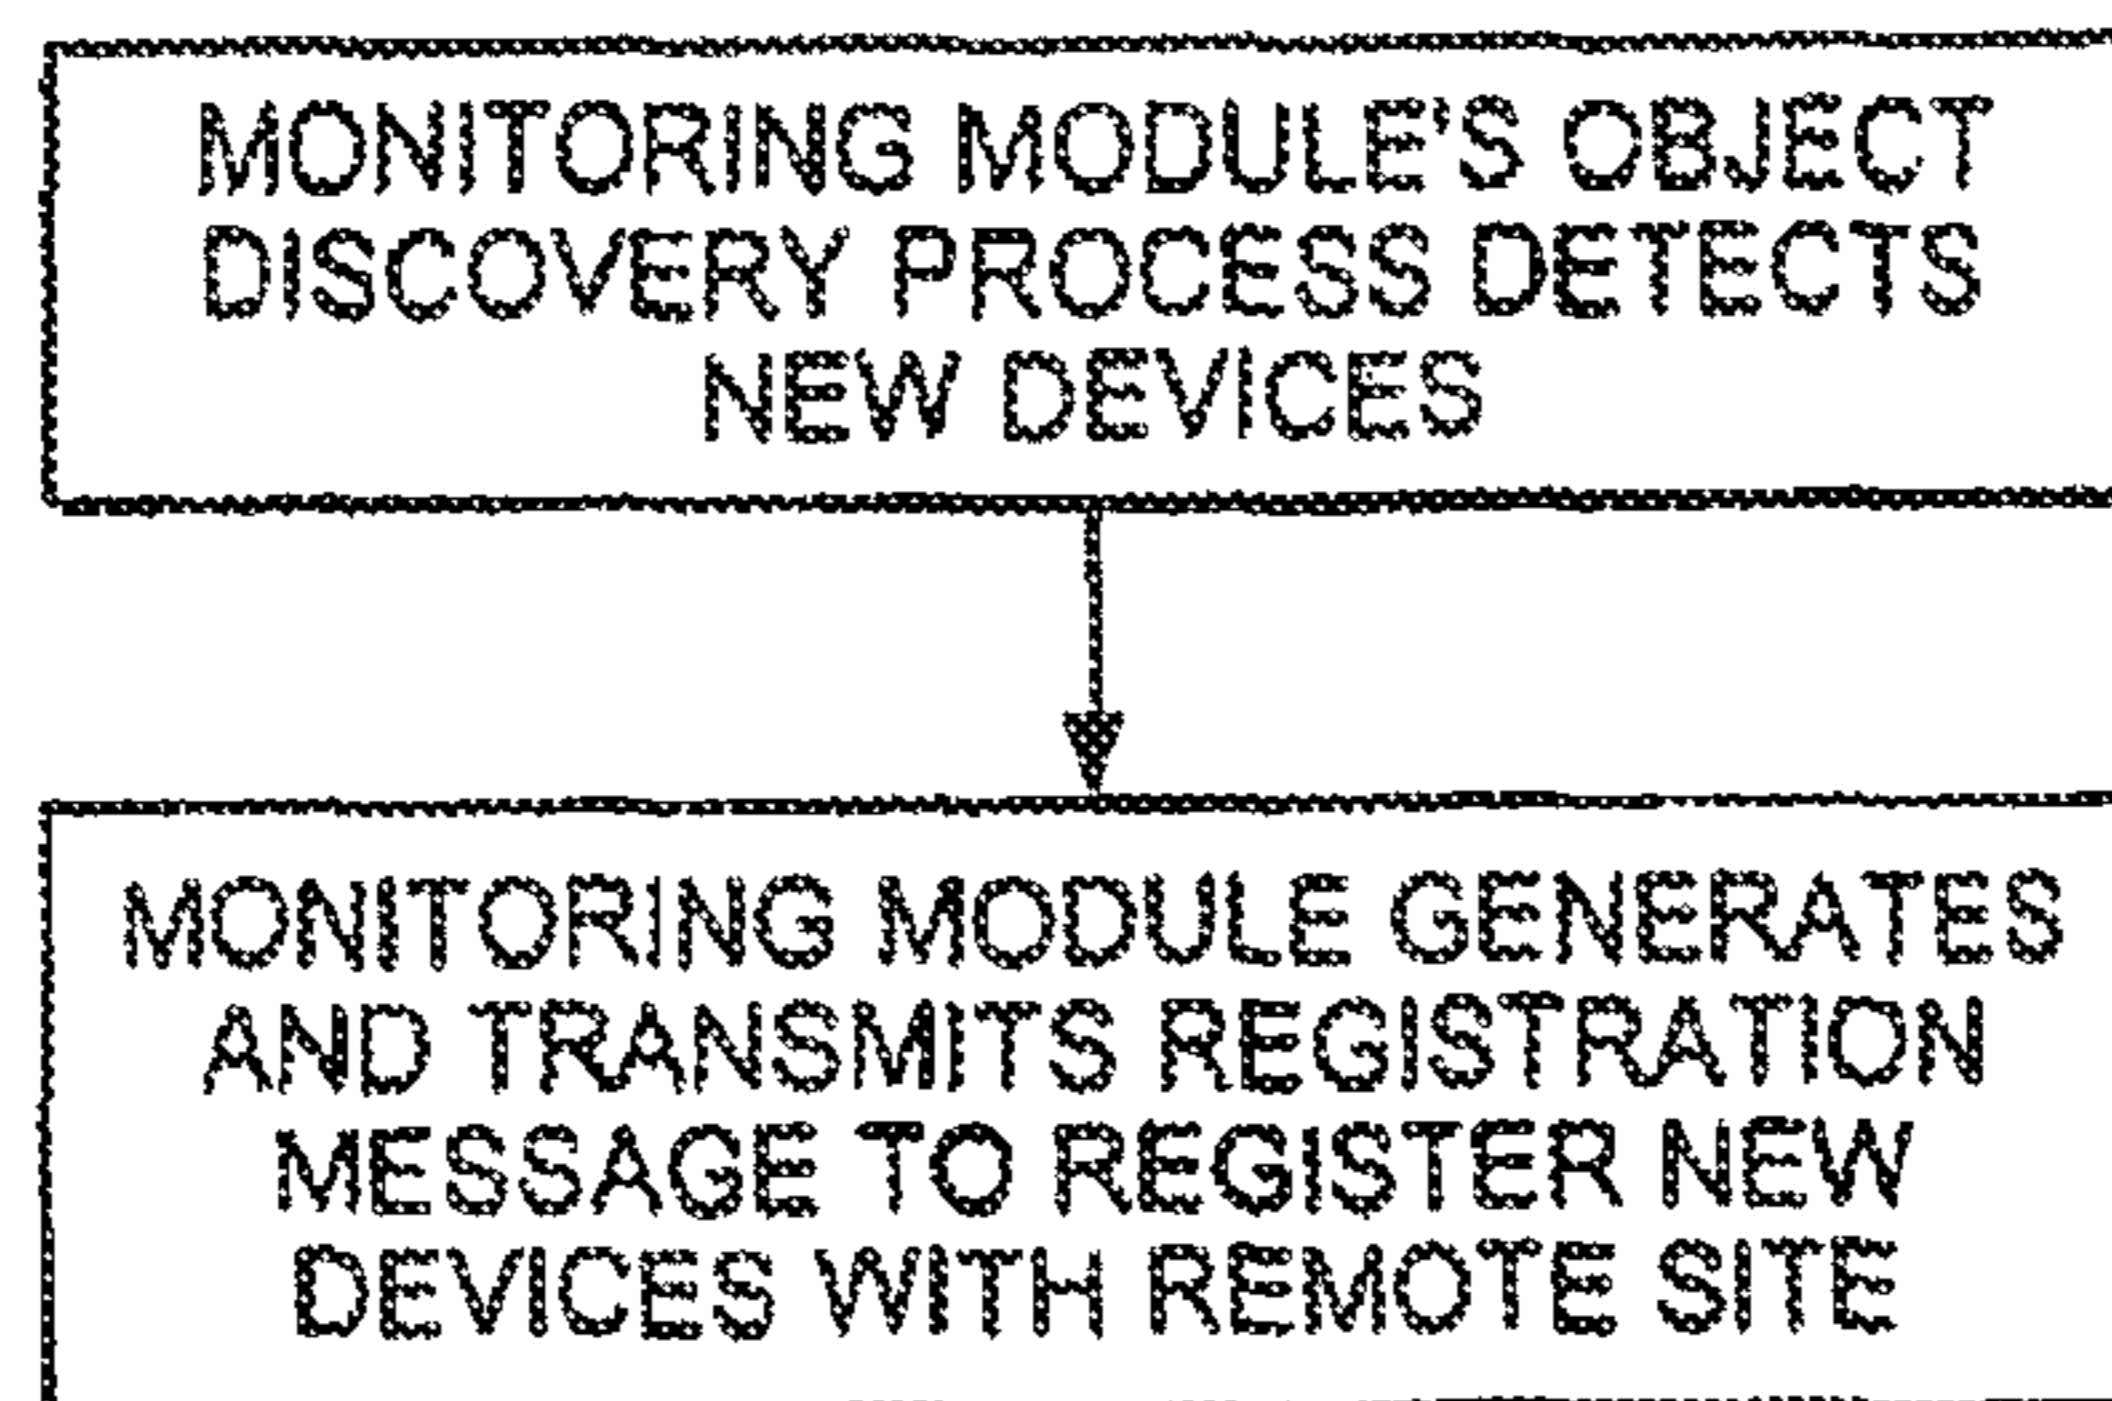 MONITORING MODULE'S OBJECT
DISCOVERY PROCESS DETECTS
NEW DEVICES
MONITORING MODULE GENERATES
AND TRANSMITS REGISTRATION
MESSAGE TO REGISTER NEW
DEVICES WITH REMOTE SITE